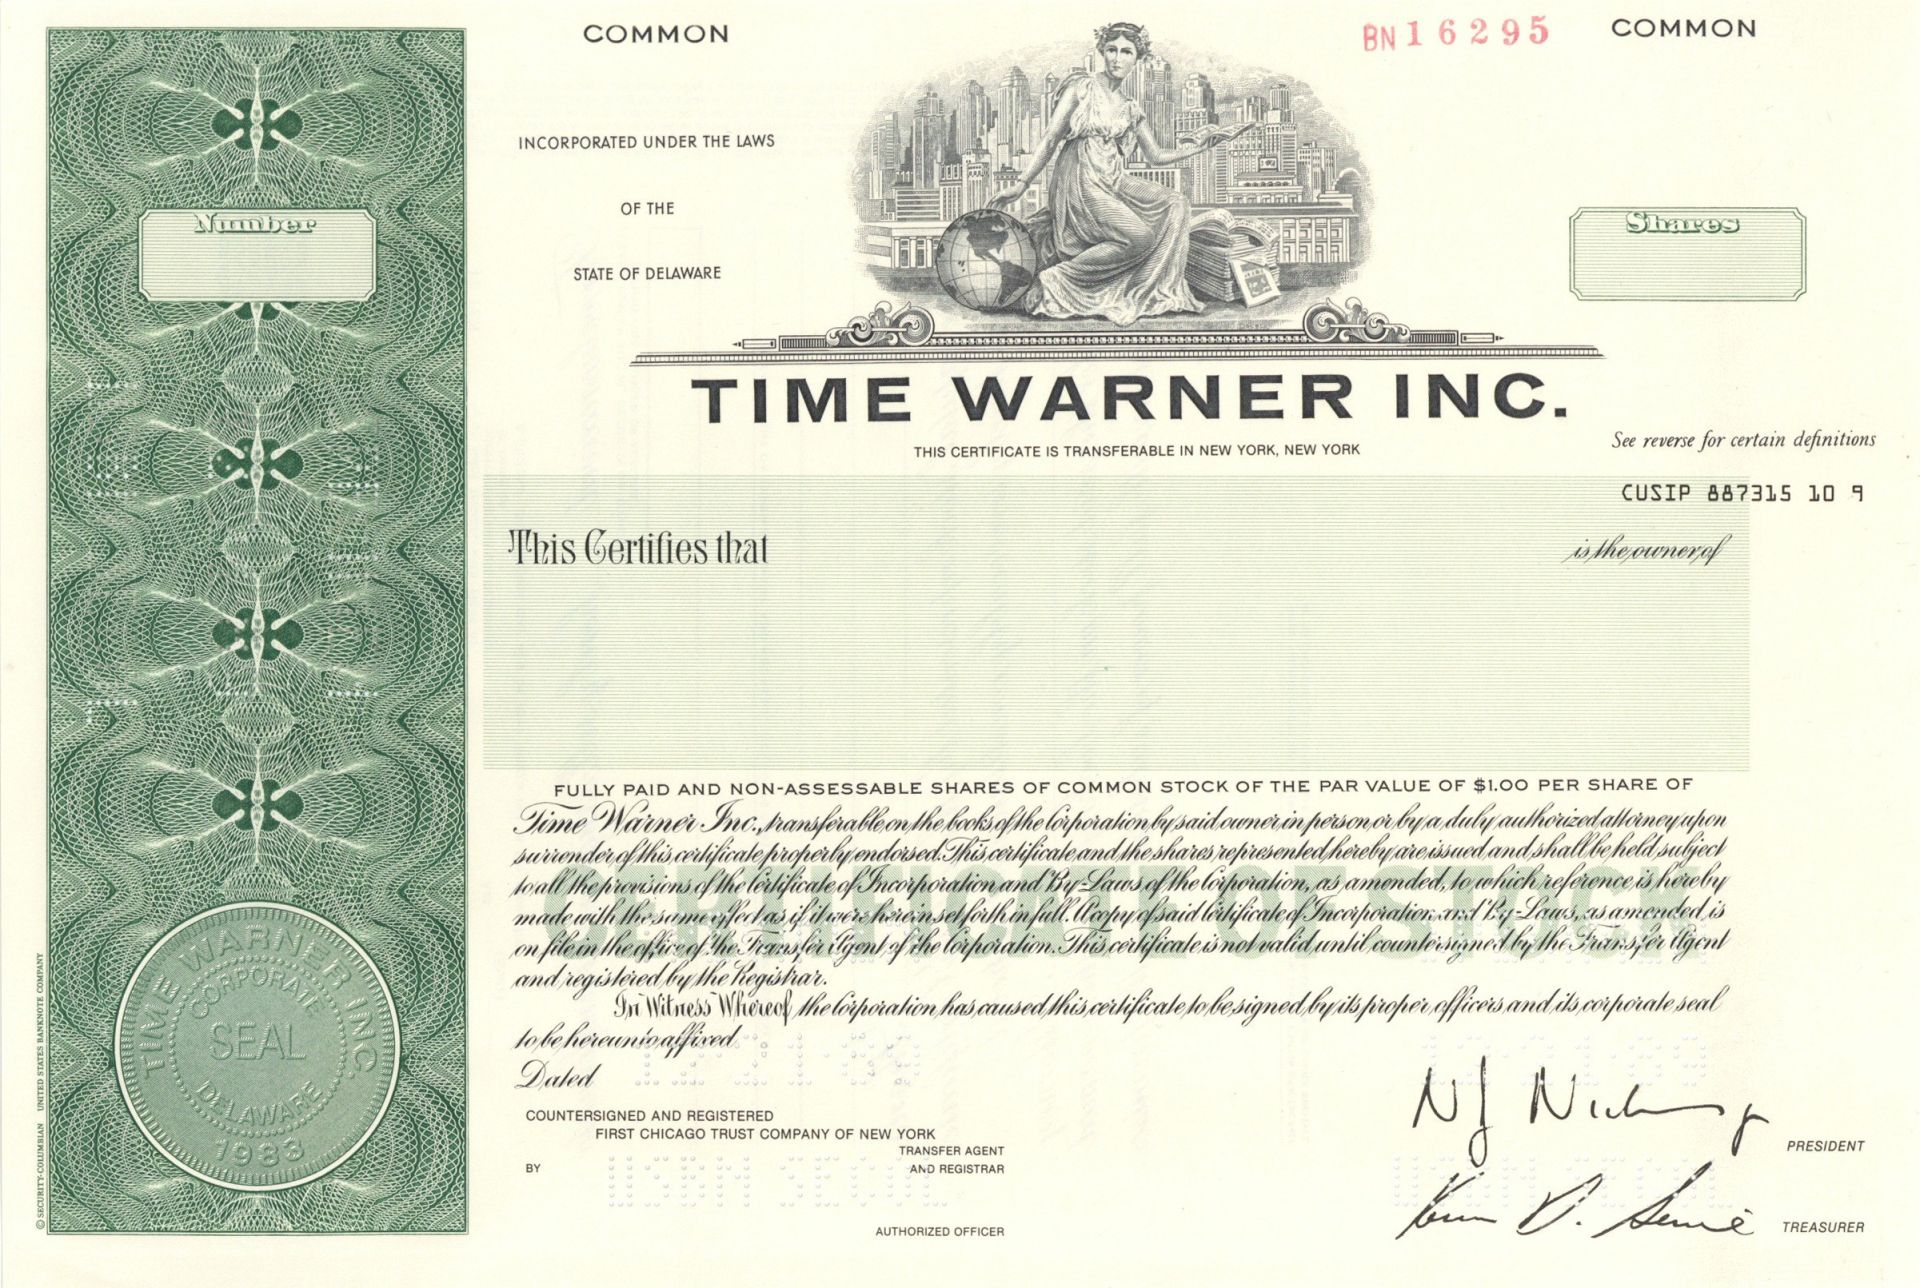 COMMON
BN 16295
COMMON
INCORPORATED UNDER THE LAWS
OF THE
STATE OF DELAWARE
Number
Shares
TIME WARNER INC.
THIS CERTIFICATE IS TRANSFERABLE IN NEW YORK, NEW YORK
See reverse for certain definitions
CUSIP 887315 10 9
This Certifies that
is the owner of
FULLY PAID AND NON-ASSESSABLE SHARES OF COMMON STOCK OF THE PAR VALUE OF $1.00 PER SHARE OF
Time Warner Inc., transferable on the books of the Corporation by said owner in person or by a duly authorized attorney upon
surrender of this certificate properly endorsed. This certificate and the shares represented hereby are issued and shall be held subject
to all the provisions of the Certificate of Incorporation and By-Laws of the Corporation, as amended, to which reference is hereby
made with the same effect as if it were herein set forth in full. A copy of said Certificate of Incorporation and By-Laws, as amended, is
on file in the office of the Transfer Agent of the Corporation. This certificate is not valid until countersigned by the Transfer Agent
and registered by the Registrar.
In Witness Whereof the Corporation has caused this certificate to be signed by its proper officers and its corporate seal
to be hereunto affixed
Dated
12-21-89
COUNTERSIGNED AND REGISTERED
FIRST CHICAGO TRUST COMPANY OF NEW YORK
TRANSFER AGENT
BY
AND REGISTRAR
AUTHORIZED OFFICER
PRESIDENT
TREASURER
TIME WARNER INC.
CORPORATE
SEAL
DELAWARE
1983
© SECURITY-COLUMBIAN UNITED STATES BANKNOTE COMPANY